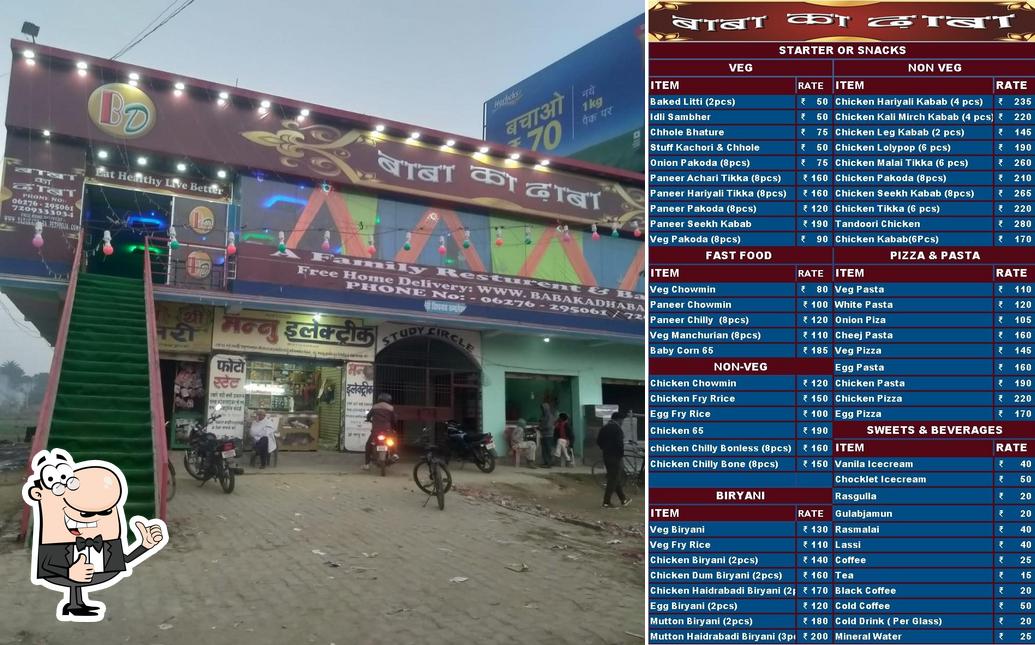 Horlicks
बचाओ
₹ 70
नये
1kg
पैक पर
BD
Eat Healthy Live Better
बाबा
का
ढ़ाबा
PHONE NO:-
06276 - 295061
7209333934
बाबा का ढ़ाबा
A Family Resturent & Ba
Free Home Delivery: WWW. BABAKADHABA
PHONE No: - 06276 - 295061 / 72
मन्नु इलेक्ट्रीक
STUDY CIRCLE
फोटो
स्टेट
इलेक्ट्रीक
बाबा का ढ़ाबा
STARTER OR SNACKS
VEG NON VEG
ITEM RATE ITEM RATE
Baked Litti (2pcs) ₹ 50 Chicken Hariyali Kabab (4 pcs) ₹ 235
Idli Sambher ₹ 50 Chicken Kali Mirch Kabab (4 pcs) ₹ 220
Chhole Bhature ₹ 75 Chicken Leg Kabab (2 pcs) ₹ 145
Stuff Kachori & Chhole ₹ 50 Chicken Lolypop (6 pcs) ₹ 190
Onion Pakoda (8pcs) ₹ 75 Chicken Malai Tikka (6 pcs) ₹ 260
Paneer Achari Tikka (8pcs) ₹ 160 Chicken Pakoda (8pcs) ₹ 210
Paneer Hariyali Tikka (8pcs) ₹ 160 Chicken Seekh Kabab (8pcs) ₹ 265
Paneer Pakoda (8pcs) ₹ 120 Chicken Tikka (6 pcs) ₹ 220
Paneer Seekh Kabab ₹ 190 Tandoori Chicken ₹ 280
Veg Pakoda (8pcs) ₹ 90 Chicken Kabab(6Pcs) ₹ 170
FAST FOOD PIZZA & PASTA
ITEM RATE ITEM RATE
Veg Chowmin ₹ 80 Veg Pasta ₹ 110
Paneer Chowmin ₹ 100 White Pasta ₹ 120
Paneer Chilly (8pcs) ₹ 120 Onion Piza ₹ 105
Veg Manchurian (8pcs) ₹ 110 Cheej Pasta ₹ 160
Baby Corn 65 ₹ 185 Veg Pizza ₹ 145
NON-VEG Egg Pasta ₹ 160
Chicken Chowmin ₹ 120 Chicken Pasta ₹ 190
Chicken Fry Rrice ₹ 150 Chicken Pizza ₹ 220
Egg Fry Rice ₹ 100 Egg Pizza ₹ 170
Chicken 65 ₹ 190 SWEETS & BEVERAGES
chicken Chilly Bonless (8pcs) ₹ 160 ITEM RATE
Chicken Chilly Bone (8pcs) ₹ 150 Vanila Icecream ₹ 40
Chocklet Icecream ₹ 50
BIRYANI Rasgulla ₹ 20
ITEM RATE Gulabjamun ₹ 20
Veg Biryani ₹ 130 Rasmalai ₹ 40
Veg Fry Rice ₹ 110 Lassi ₹ 40
Chicken Biryani (2pcs) ₹ 140 Coffee ₹ 25
Chicken Dum Biryani (2pcs) ₹ 160 Tea ₹ 15
Chicken Haidrabadi Biryani (2p ₹ 170 Black Coffee ₹ 20
Egg Biryani (2pcs) ₹ 120 Cold Coffee ₹ 50
Mutton Biryani (2pcs) ₹ 180 Cold Drink ( Per Glass) ₹ 20
Mutton Haidrabadi Biryani (3p ₹ 200 Mineral Water ₹ 25